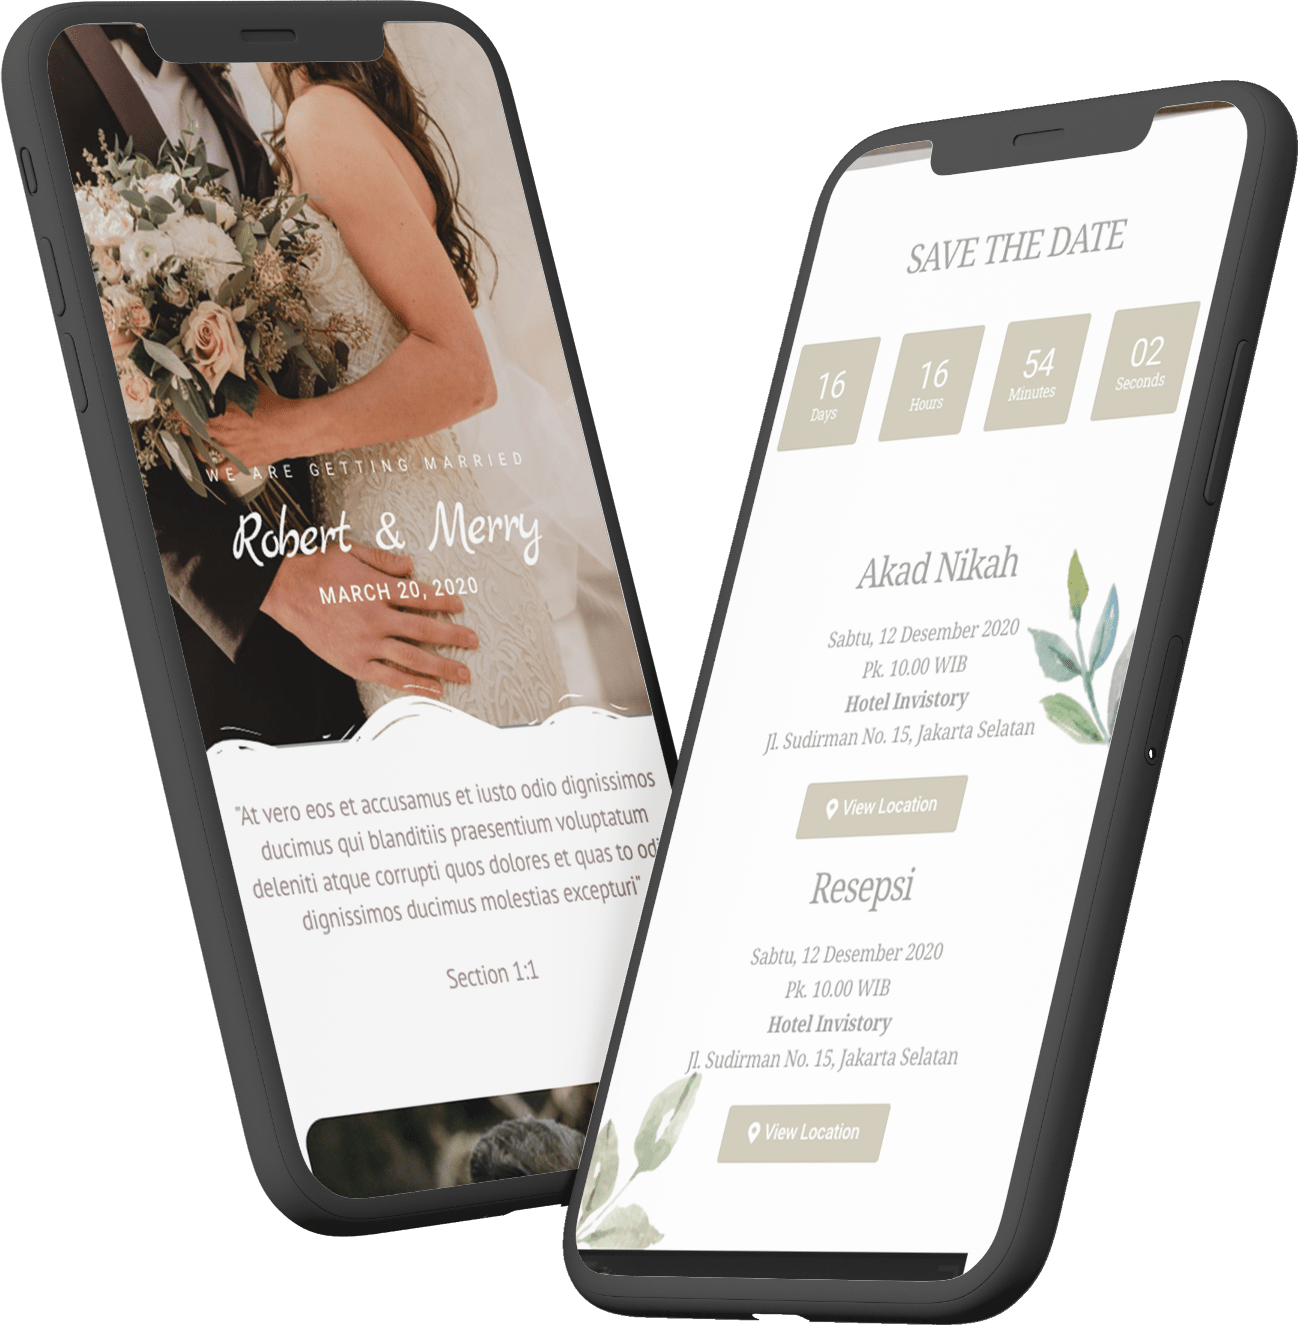 WE ARE GETTING MARRIED
Robert & Merry
MARCH 20, 2020
"At vero eos et accusamus et iusto odio dignissimos
ducimus qui blanditiis praesentium voluptatum
deleniti atque corrupti quos dolores et quas to odi
dignissimos ducimus molestias excepturi"
Section 1:1
SAVE THE DATE
16 16 54 02
Days Hours Minutes Seconds
Akad Nikah
Sabtu, 12 Desember 2020
Pk. 10.00 WIB
Hotel Invistory
Jl. Sudirman No. 15, Jakarta Selatan
View Location
Resepsi
Sabtu, 12 Desember 2020
Pk. 10.00 WIB
Hotel Invistory
Jl. Sudirman No. 15, Jakarta Selatan
View Location